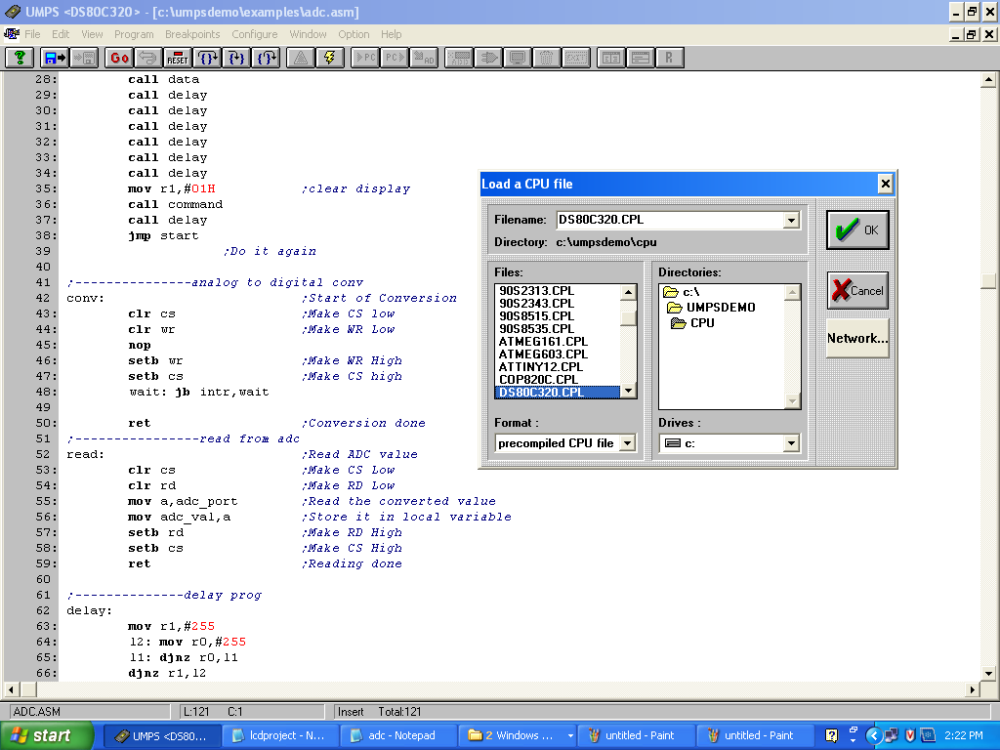 UMPS <DS80C320> - [c:\umpsdemo\examples\adc.asm]
File Edit View Program Breakpoints Configure Window Option Help
? Go RESET PC PC AD R
28: call data
29: call delay
30: call delay
31: call delay
32: call delay
33: call delay
34: call delay
35: mov r1,#01H ;clear display
36: call command
37: call delay
38: jmp start
39 ;Do it again
40
41 ;---------------analog to digital conv
42 conv: ;Start of Conversion
43: clr cs ;Make CS low
44: clr wr ;Make WR Low
45: nop
46: setb wr ;Make WR High
47: setb cs ;Make CS high
48: wait: jb intr,wait
49
50: ret ;Conversion done
51 ;----------------read from adc
52 read: ;Read ADC value
53: clr cs ;Make CS Low
54: clr rd ;Make RD Low
55: mov a,adc_port ;Read the converted value
56: mov adc_val,a ;Store it in local variable
57: setb rd ;Make RD High
58: setb cs ;Make CS High
59: ret ;Reading done
60
61 ;--------------delay prog
62 delay:
63: mov r1,#255
64: l2: mov r0,#255
65: l1: djnz r0,l1
66: djnz r1,l2
Load a CPU file
Filename: DS80C320.CPL
Directory: c:\umpsdemo\cpu
OK
Cancel
Network...
Files:
90S2313.CPL
90S2343.CPL
90S8515.CPL
90S8535.CPL
ATMEG161.CPL
ATMEG603.CPL
ATTINY12.CPL
COP820C.CPL
DS80C320.CPL
Directories:
c:\
UMPSDEMO
CPU
Format :
precompiled CPU file
Drives :
c:
ADC.ASM L:121 C:1 Insert Total:121
start UMPS <DS80... lcdproject - N... adc - Notepad 2 Windows ... untitled - Paint untitled - Paint 2:22 PM